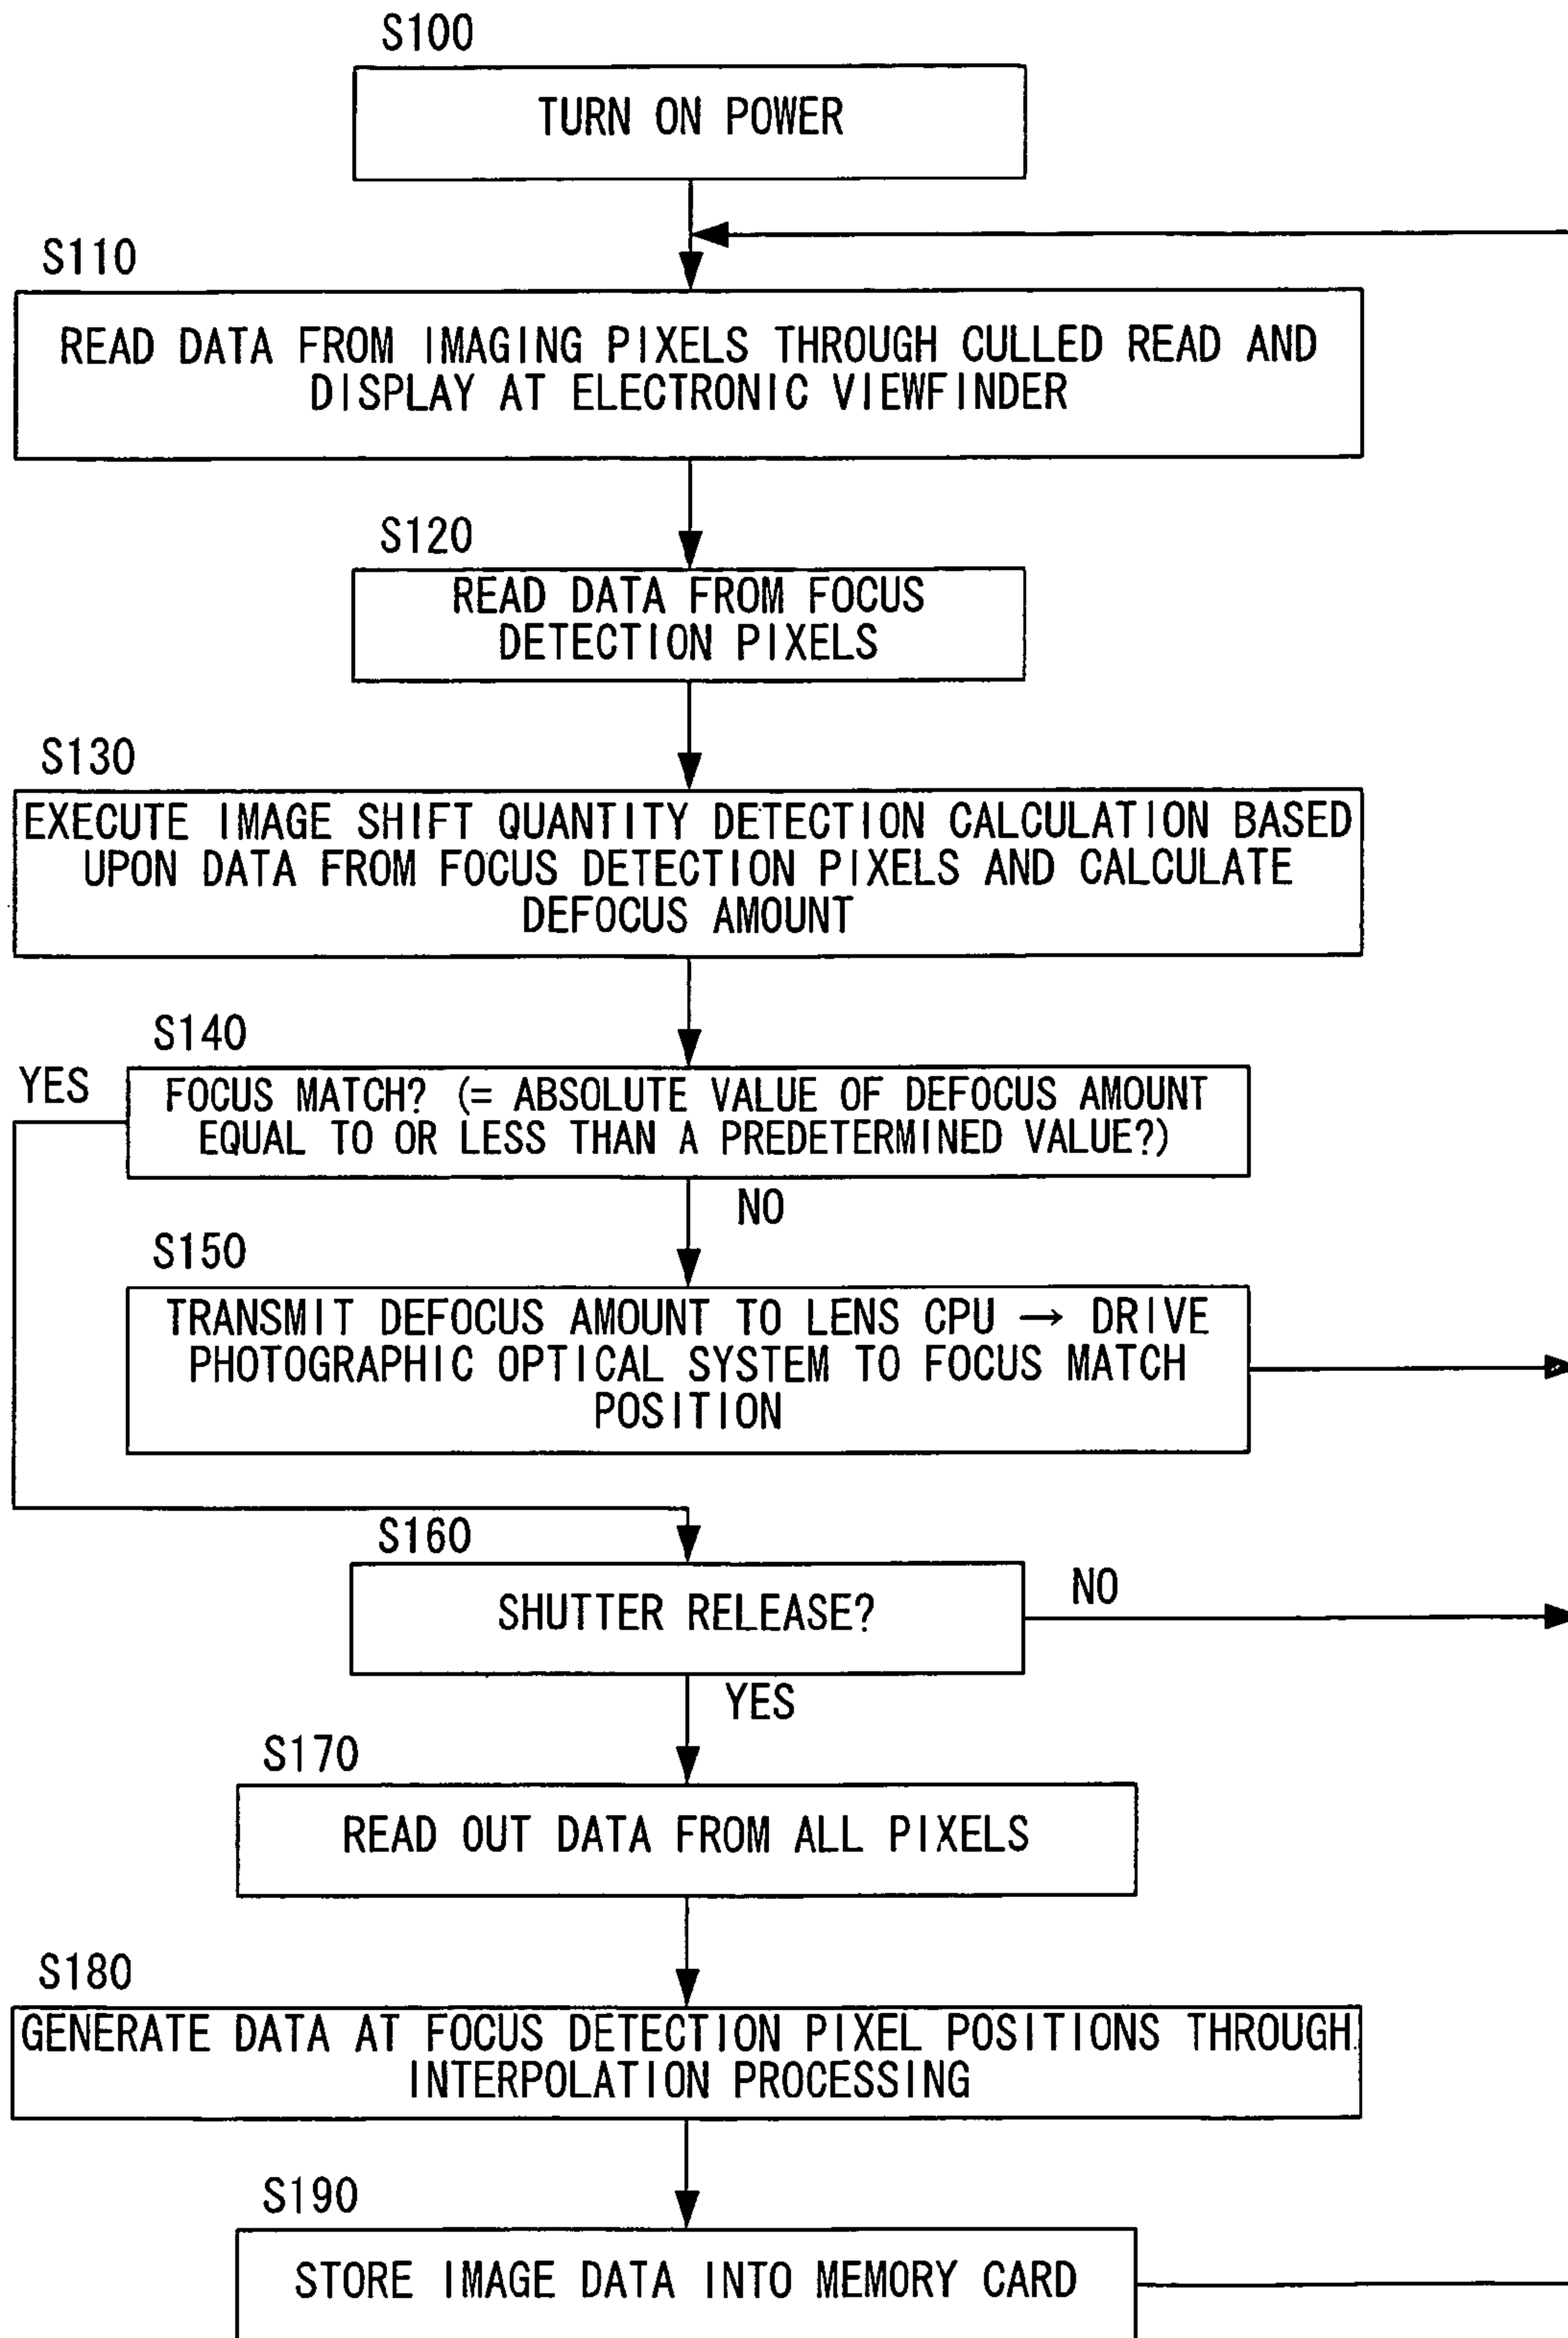 S100
TURN ON POWER
S110
READ DATA FROM IMAGING PIXELS THROUGH CULLED READ AND
DISPLAY AT ELECTRONIC VIEWFINDER
S120
READ DATA FROM FOCUS
DETECTION PIXELS
S130
EXECUTE IMAGE SHIFT QUANTITY DETECTION CALCULATION BASED
UPON DATA FROM FOCUS DETECTION PIXELS AND CALCULATE
DEFOCUS AMOUNT
S140
YES
FOCUS MATCH? (= ABSOLUTE VALUE OF DEFOCUS AMOUNT
EQUAL TO OR LESS THAN A PREDETERMINED VALUE?)
NO
S150
TRANSMIT DEFOCUS AMOUNT TO LENS CPU → DRIVE
PHOTOGRAPHIC OPTICAL SYSTEM TO FOCUS MATCH
POSITION
S160
SHUTTER RELEASE?
NO
YES
S170
READ OUT DATA FROM ALL PIXELS
S180
GENERATE DATA AT FOCUS DETECTION PIXEL POSITIONS THROUGH
INTERPOLATION PROCESSING
S190
STORE IMAGE DATA INTO MEMORY CARD